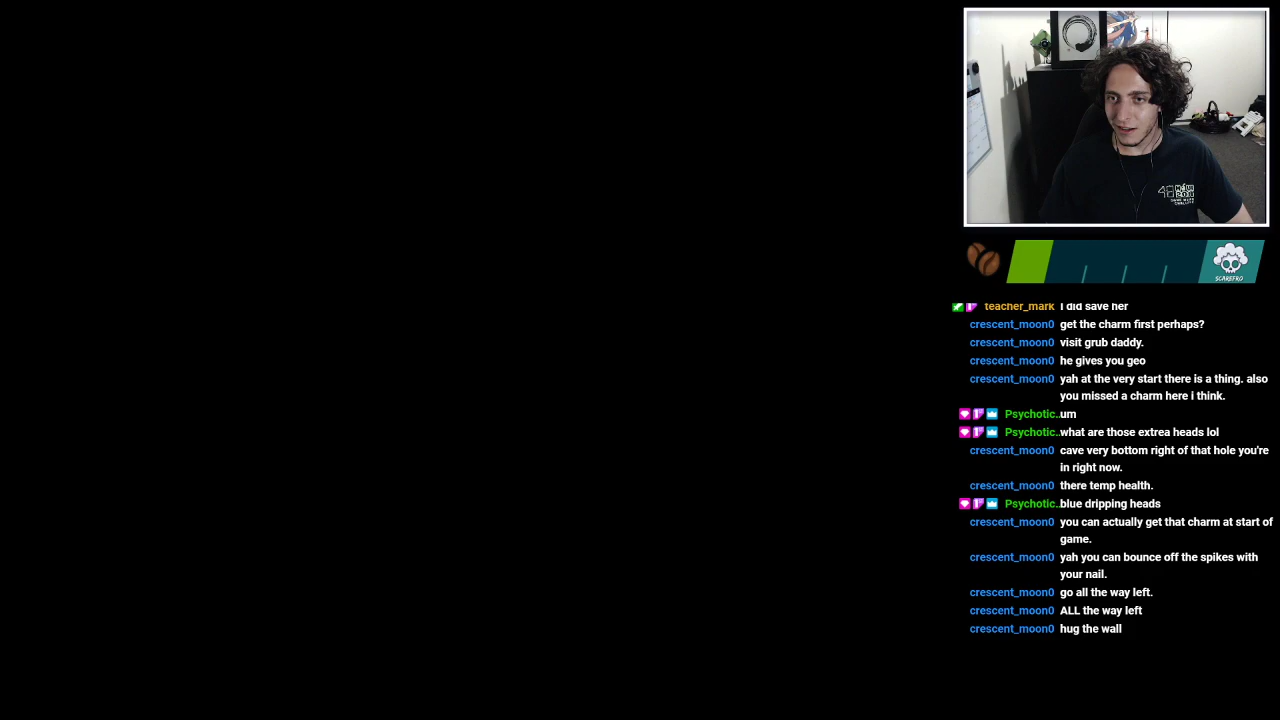 SCAREFRO
teacher_mark I did save her
crescent_moon0 get the charm first perhaps?
crescent_moon0 visit grub daddy.
crescent_moon0 he gives you geo
crescent_moon0 yah at the very start there is a thing. also
you missed a charm here i think.
Psychotic.. um
Psychotic.. what are those extrea heads lol
crescent_moon0 cave very bottom right of that hole you're
in right now.
crescent_moon0 there temp health.
Psychotic.. blue dripping heads
crescent_moon0 you can actually get that charm at start of
game.
crescent_moon0 yah you can bounce off the spikes with
your nail.
crescent_moon0 go all the way left.
crescent_moon0 ALL the way left
crescent_moon0 hug the wall